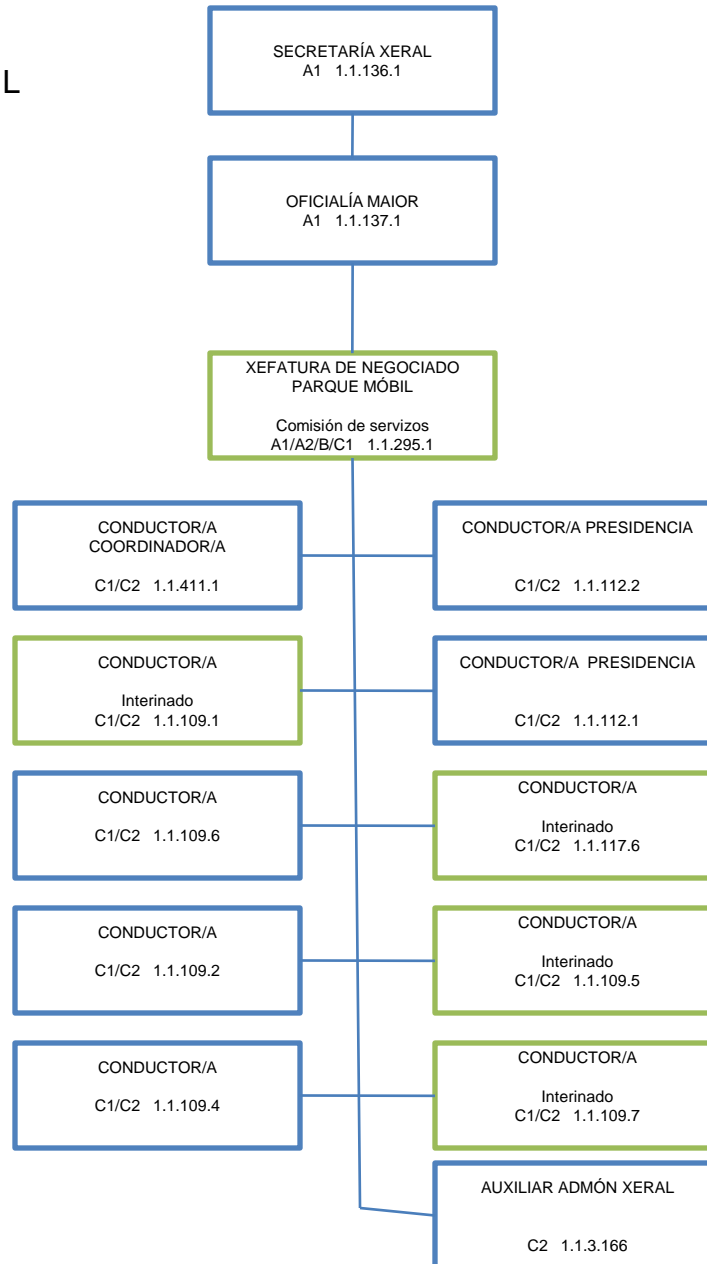 L
SECRETARÍA XERAL
A1 1.1.136.1
OFICIALÍA MAIOR
A1 1.1.137.1
XEFATURA DE NEGOCIADO
PARQUE MÓBIL
Comisión de servizos
A1/A2/B/C1 1.1.295.1
CONDUCTOR/A
COORDINADOR/A
C1/C2 1.1.411.1
CONDUCTOR/A PRESIDENCIA
C1/C2 1.1.112.2
CONDUCTOR/A
Interinado
C1/C2 1.1.109.1
CONDUCTOR/A PRESIDENCIA
C1/C2 1.1.112.1
CONDUCTOR/A
C1/C2 1.1.109.6
CONDUCTOR/A
Interinado
C1/C2 1.1.117.6
CONDUCTOR/A
C1/C2 1.1.109.2
CONDUCTOR/A
Interinado
C1/C2 1.1.109.5
CONDUCTOR/A
C1/C2 1.1.109.4
CONDUCTOR/A
Interinado
C1/C2 1.1.109.7
AUXILIAR ADMÓN XERAL
C2 1.1.3.166